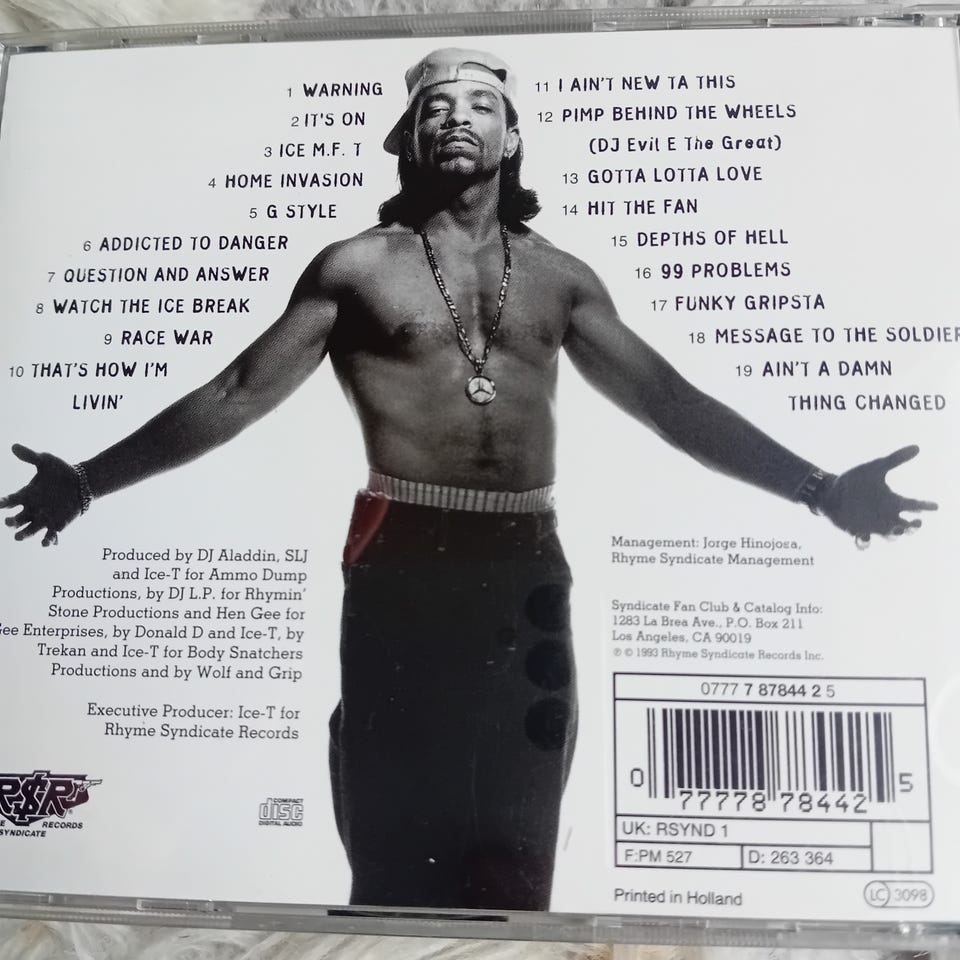 1 WARNING
2 IT'S ON
3 ICE M.F. T
4 HOME INVASION
5 G STYLE
6 ADDICTED TO DANGER
7 QUESTION AND ANSWER
8 WATCH THE ICE BREAK
9 RACE WAR
10 THAT'S HOW I'M
LIVIN'
11 I AIN'T NEW TA THIS
12 PIMP BEHIND THE WHEELS
(DJ Evil E The Great)
13 GOTTA LOTTA LOVE
14 HIT THE FAN
15 DEPTHS OF HELL
16 99 PROBLEMS
17 FUNKY GRIPSTA
18 MESSAGE TO THE SOLDIER
19 AIN'T A DAMN
THING CHANGED
Produced by DJ Aladdin, SLJ
and Ice-T for Ammo Dump
Productions, by DJ L.P. for Rhymin'
Stone Productions and Hen Gee for
Gee Enterprises, by Donald D and Ice-T, by
Trekan and Ice-T for Body Snatchers
Productions and by Wolf and Grip
Executive Producer: Ice-T for
Rhyme Syndicate Records
R$R
RECORDS
SYNDICATE
COMPACT
disc
DIGITAL AUDIO
Management: Jorge Hinojosa,
Rhyme Syndicate Management
Syndicate Fan Club & Catalog Info:
1283 La Brea Ave., P.O. Box 211
Los Angeles, CA 90019
℗ © 1993 Rhyme Syndicate Records Inc.
0777 7 87844 2 5
0 77778 78442 5
UK: RSYND 1
F:PM 527
D: 263 364
Printed in Holland
LC 3098